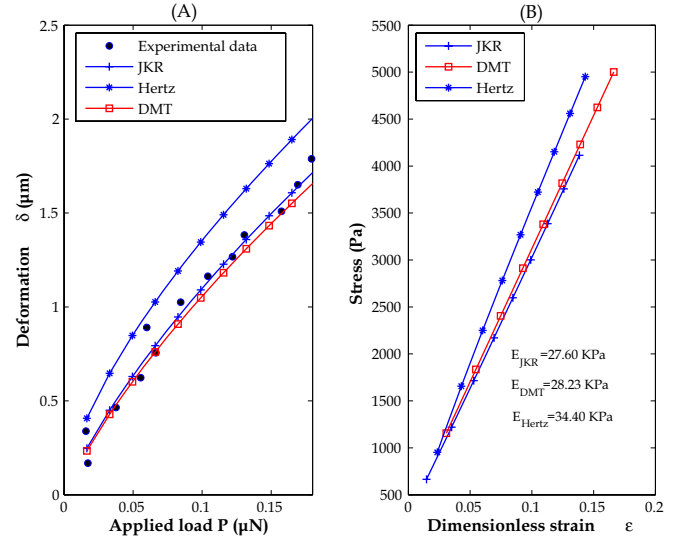 (A)
Experimental data
JKR
Hertz
DMT
2
1.5
1
0.5
0
0
0.05
0.1
0.15
Deformation δ (μm)
Applied load P (μN)
(B)
JKR
DMT
Hertz
5000
4500
4000
3500
3000
2500
2000
1500
1000
500
0
0.05
0.1
0.15
0.2
Stress (Pa)
E_JKR=27.60 KPa
E_DMT=28.23 KPa
E_Hertz=34.40 KPa
Dimensionless strain ε